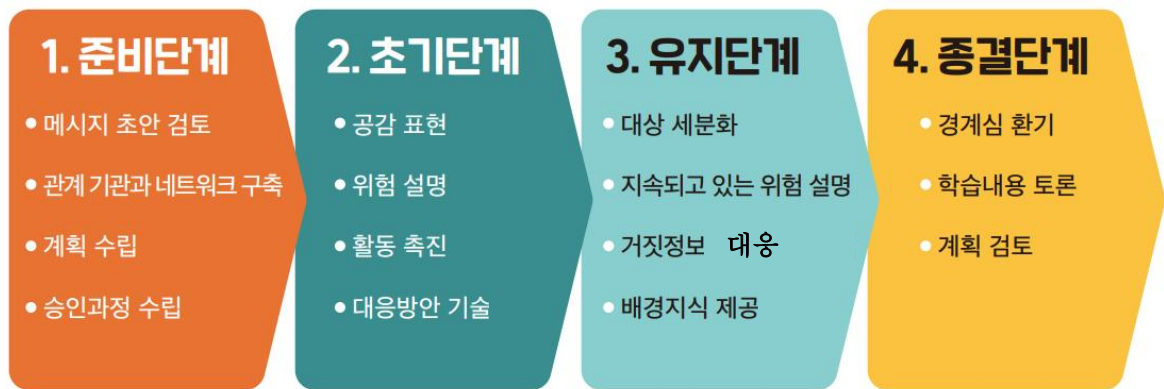 1. 준비단계
• 메시지 초안 검토
• 관계 기관과 네트워크 구축
• 계획 수립
• 승인과정 수립
2. 초기단계
• 공감 표현
• 위험 설명
• 활동 촉진
• 대응방안 기술
3. 유지단계
• 대상 세분화
• 지속되고 있는 위험 설명
• 거짓정보 대응
• 배경지식 제공
4. 종결단계
• 경계심 환기
• 학습내용 토론
• 계획 검토